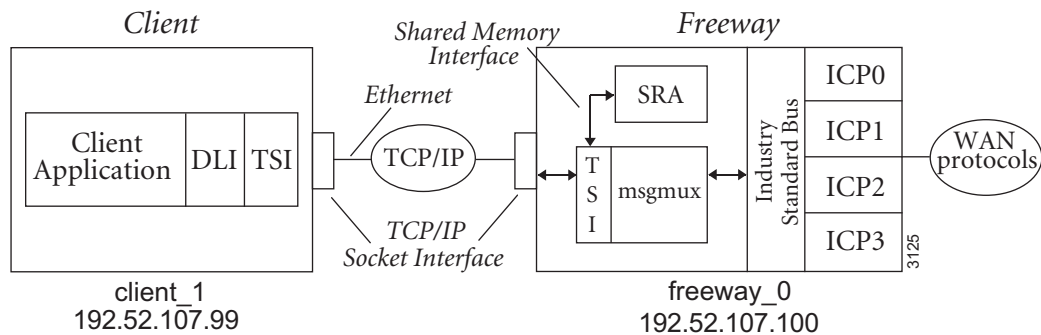 Client
Client
Application
DLI
TSI
Ethernet
TCP/IP
TCP/IP
Socket Interface
client_1
192.52.107.99
Shared Memory
Interface
Freeway
SRA
T
S
I
msgmux
Industry
Standard Bus
ICP0
ICP1
ICP2
ICP3
3125
WAN
protocols
freeway_0
192.52.107.100